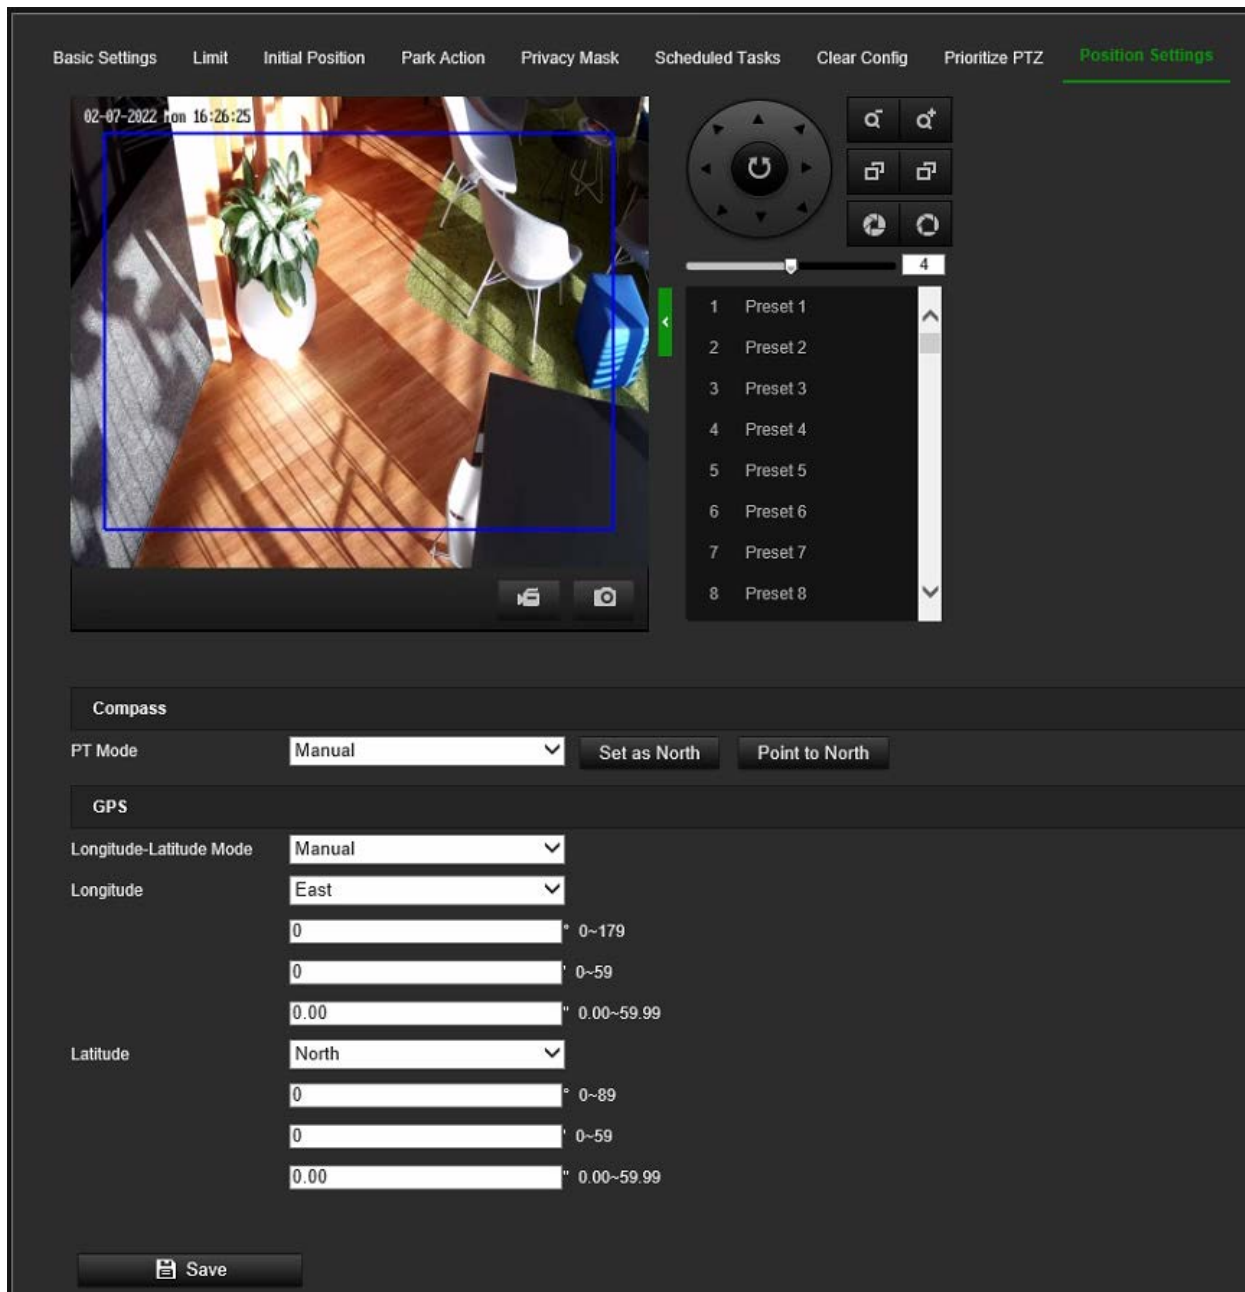 Basic Settings Limit Initial Position Park Action Privacy Mask Scheduled Tasks Clear Config Prioritize PTZ Position Settings
02-07-2022 Mon 16:26:25
4
1 Preset 1
2 Preset 2
3 Preset 3
4 Preset 4
5 Preset 5
6 Preset 6
7 Preset 7
8 Preset 8
Compass
PT Mode Manual Set as North Point to North
GPS
Longitude-Latitude Mode Manual
Longitude East
0 ° 0~179
0 ' 0~59
0.00 " 0.00~59.99
Latitude North
0 ° 0~89
0 ' 0~59
0.00 " 0.00~59.99
Save